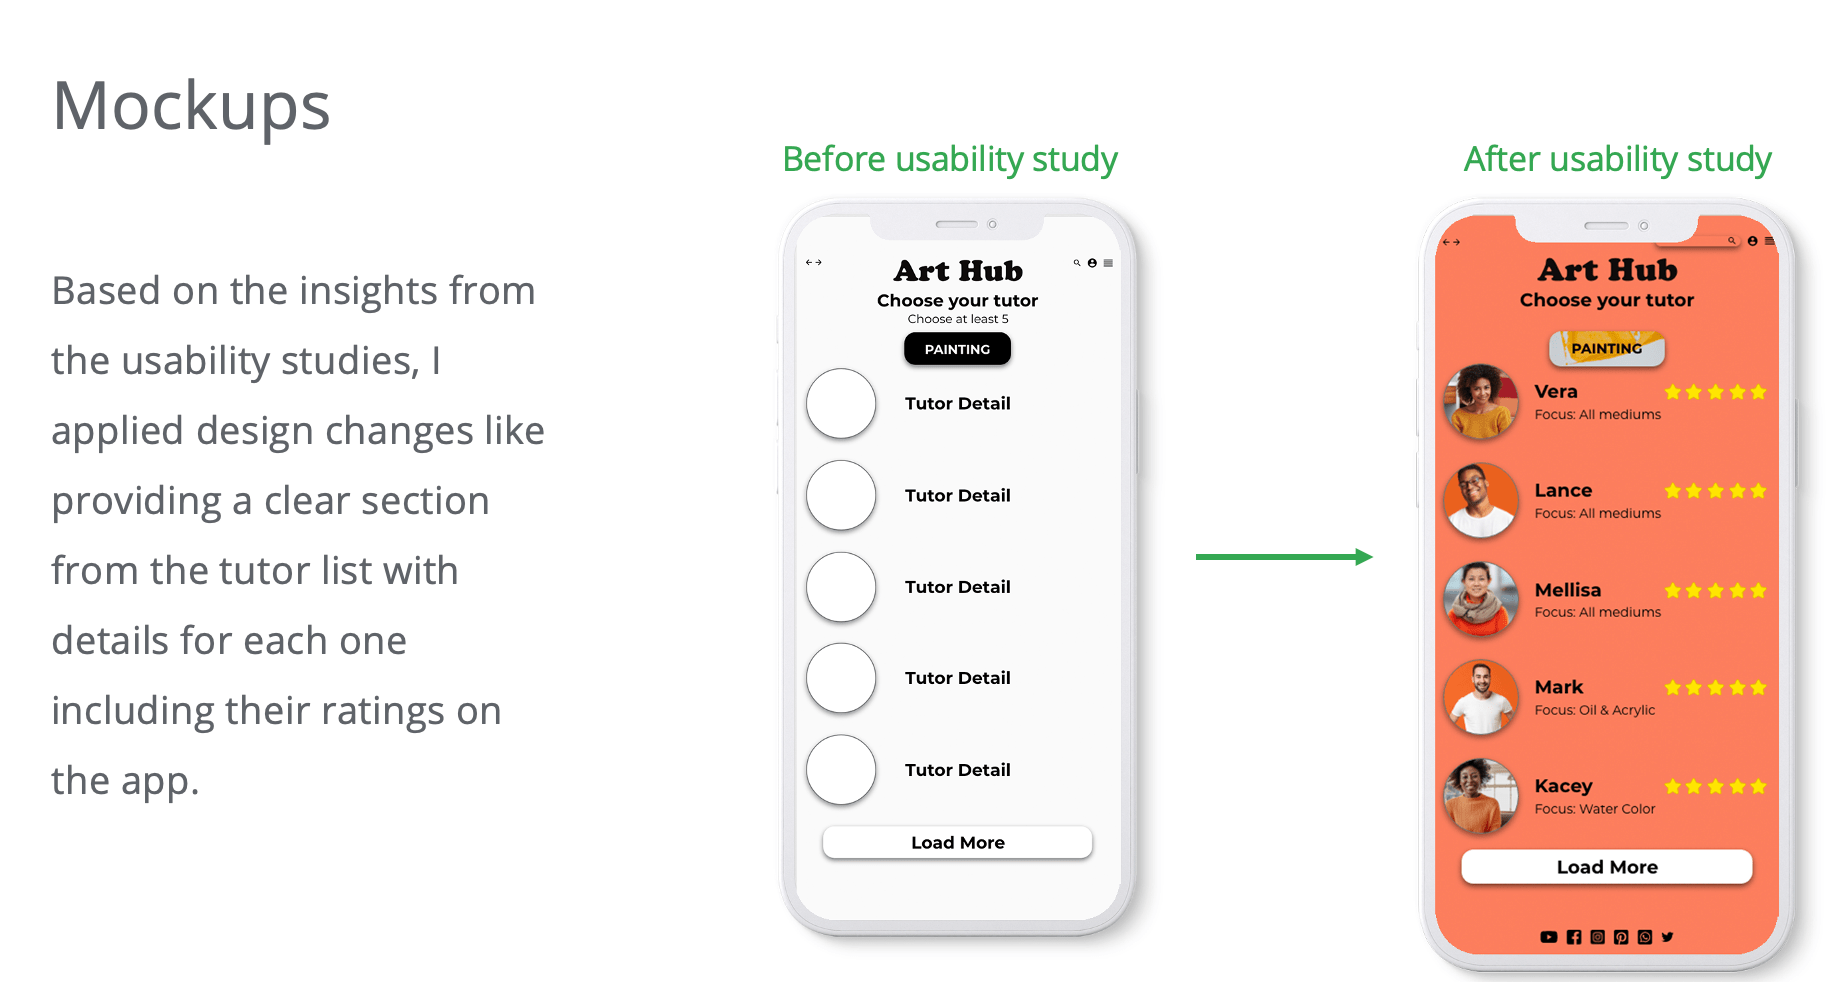 Mockups
Based on the insights from
the usability studies, I
applied design changes like
providing a clear section
from the tutor list with
details for each one
including their ratings on
the app.
Before usability study
Art Hub
Choose your tutor
Choose at least 5
PAINTING
Tutor Detail
Tutor Detail
Tutor Detail
Tutor Detail
Tutor Detail
Load More
After usability study
Art Hub
Choose your tutor
PAINTING
Vera
Focus: All mediums
Lance
Focus: All mediums
Mellisa
Focus: All mediums
Mark
Focus: Oil & Acrylic
Kacey
Focus: Water Color
Load More